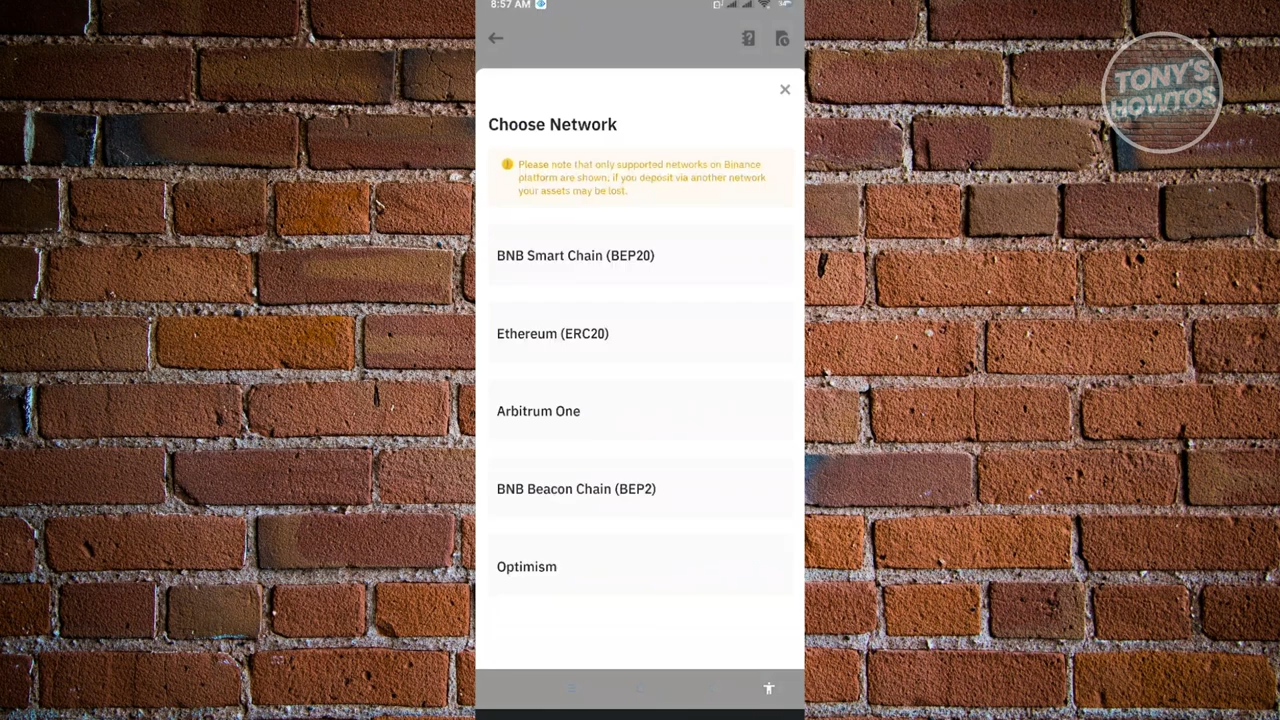 8:57 AM
TONY'S
HOWTOS
Choose Network
Please note that only supported networks on Binance
platform are shown, if you deposit via another network
your assets may be lost.
BNB Smart Chain (BEP20)
Ethereum (ERC20)
Arbitrum One
BNB Beacon Chain (BEP2)
Optimism